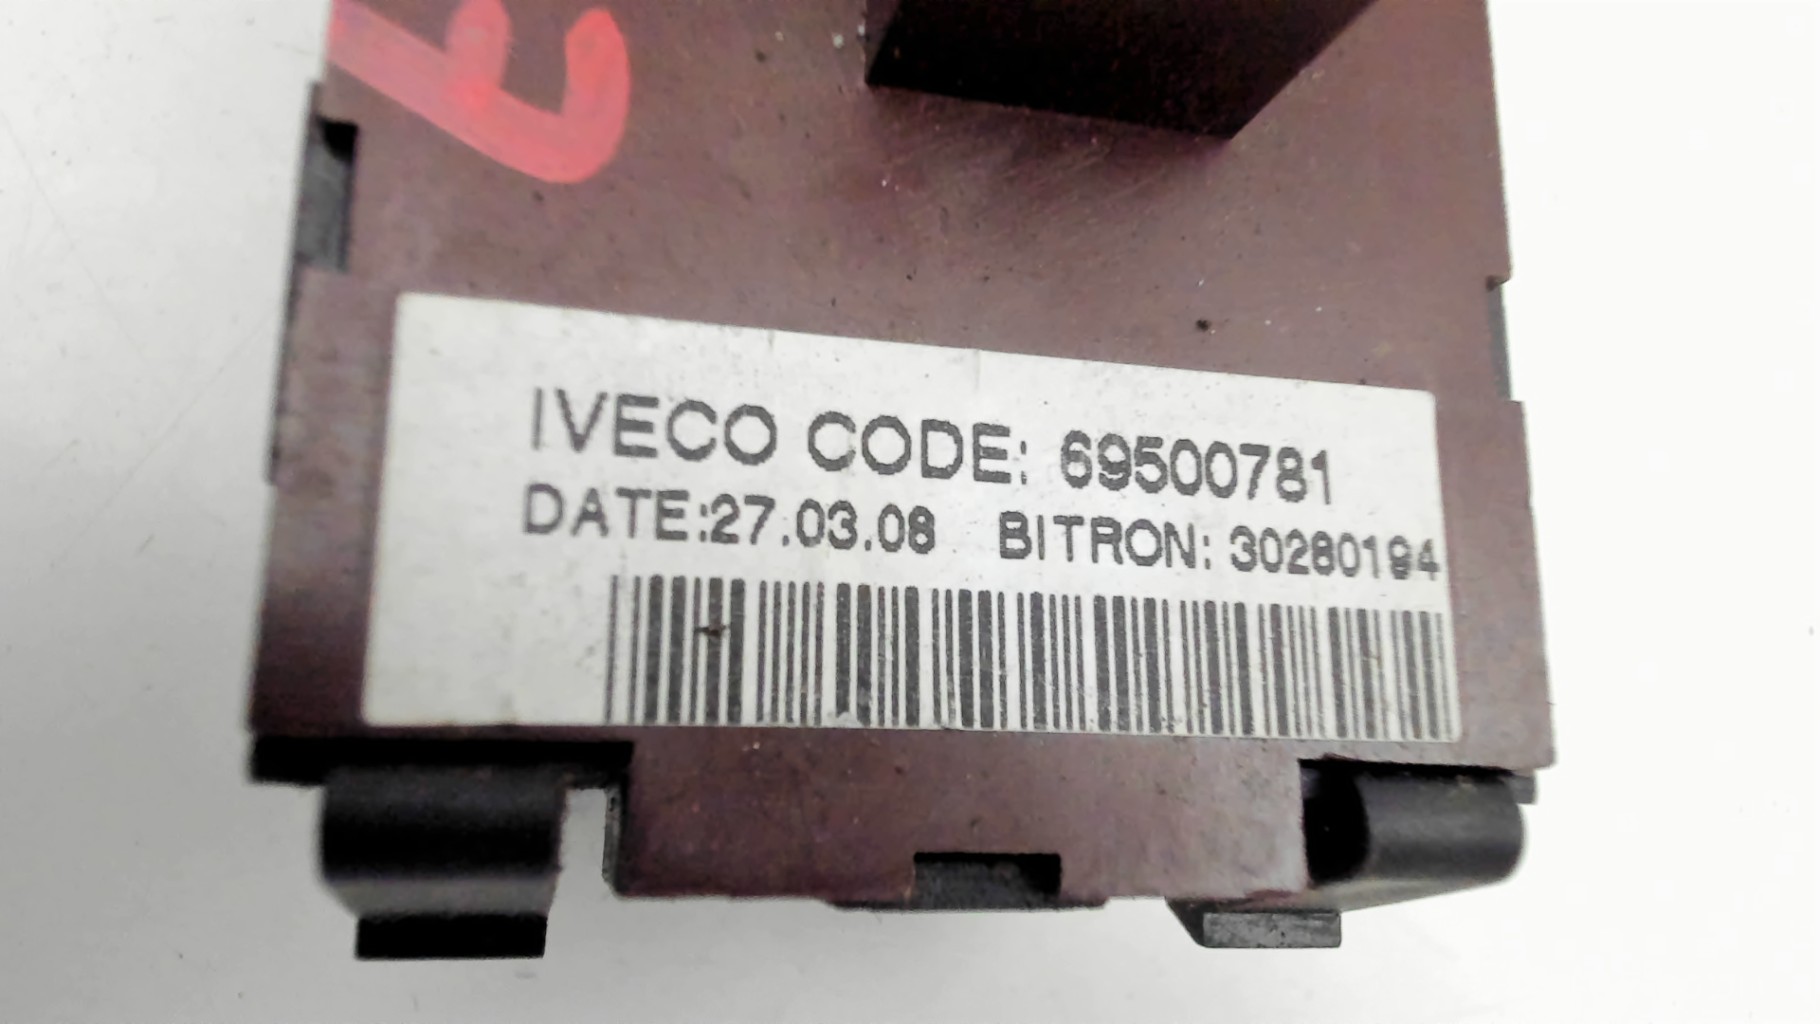 IVECO CODE: 69500781
DATE:27.03.08 BITRON: 30280194